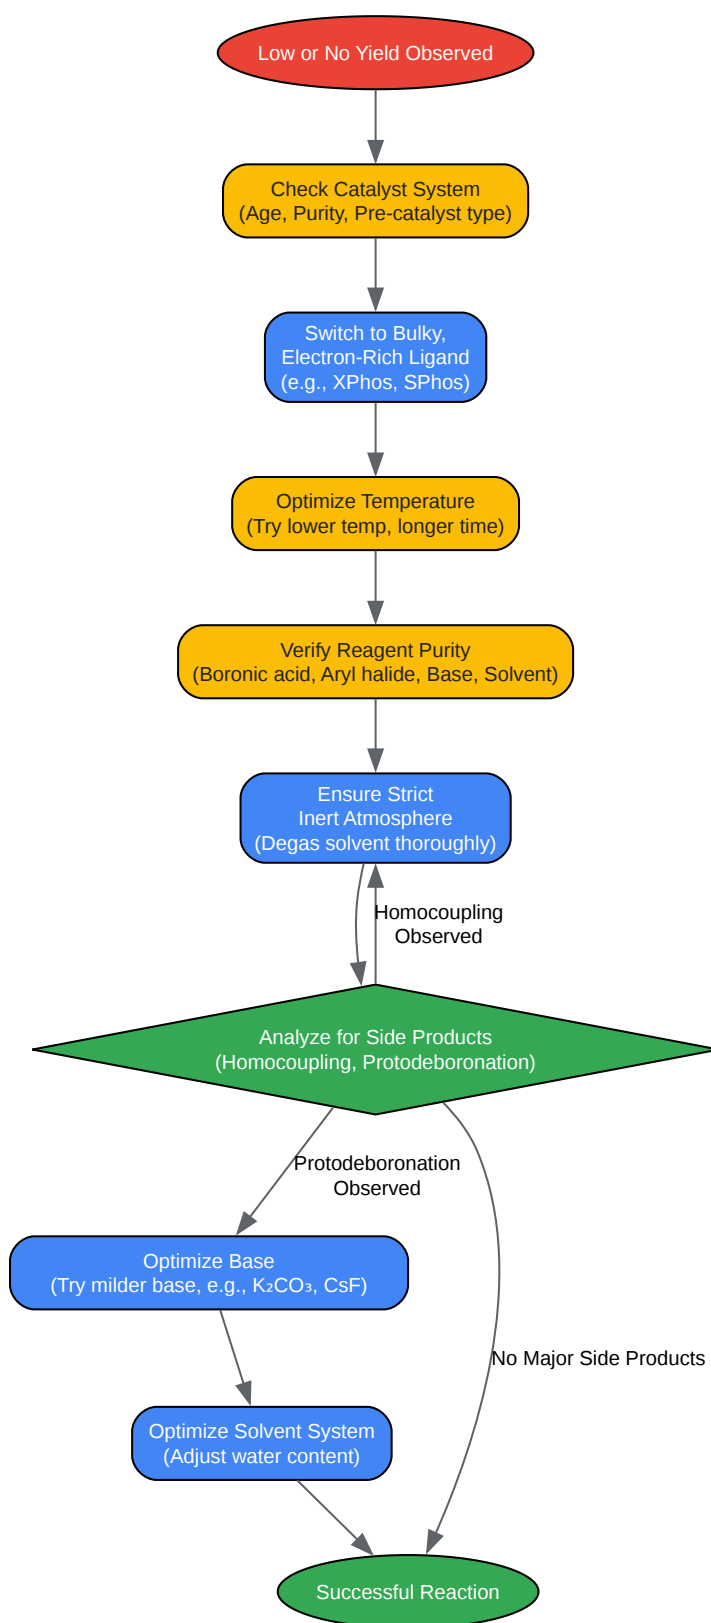 Low or No Yield Observed
Check Catalyst System
(Age, Purity, Pre-catalyst type)
Switch to Bulky,
Electron-Rich Ligand
(e.g., XPhos, SPhos)
Optimize Temperature
(Try lower temp, longer time)
Verify Reagent Purity
(Boronic acid, Aryl halide, Base, Solvent)
Ensure Strict
Inert Atmosphere
(Degas solvent thoroughly)
Homocoupling
Observed
Analyze for Side Products
(Homocoupling, Protodeboronation)
Protodeboronation
Observed
Optimize Base
(Try milder base, e.g., K₂CO₃, CsF)
No Major Side Products
Optimize Solvent System
(Adjust water content)
Successful Reaction